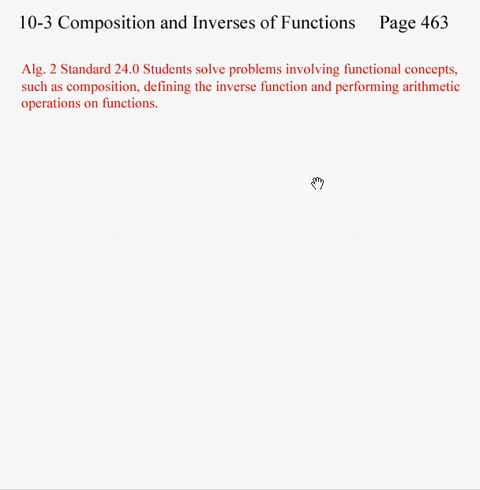 10-3 Composition and Inverses of Functions Page 463
Alg. 2 Standard 24.0 Students solve problems involving functional concepts,
such as composition, defining the inverse function and performing arithmetic
operations on functions.